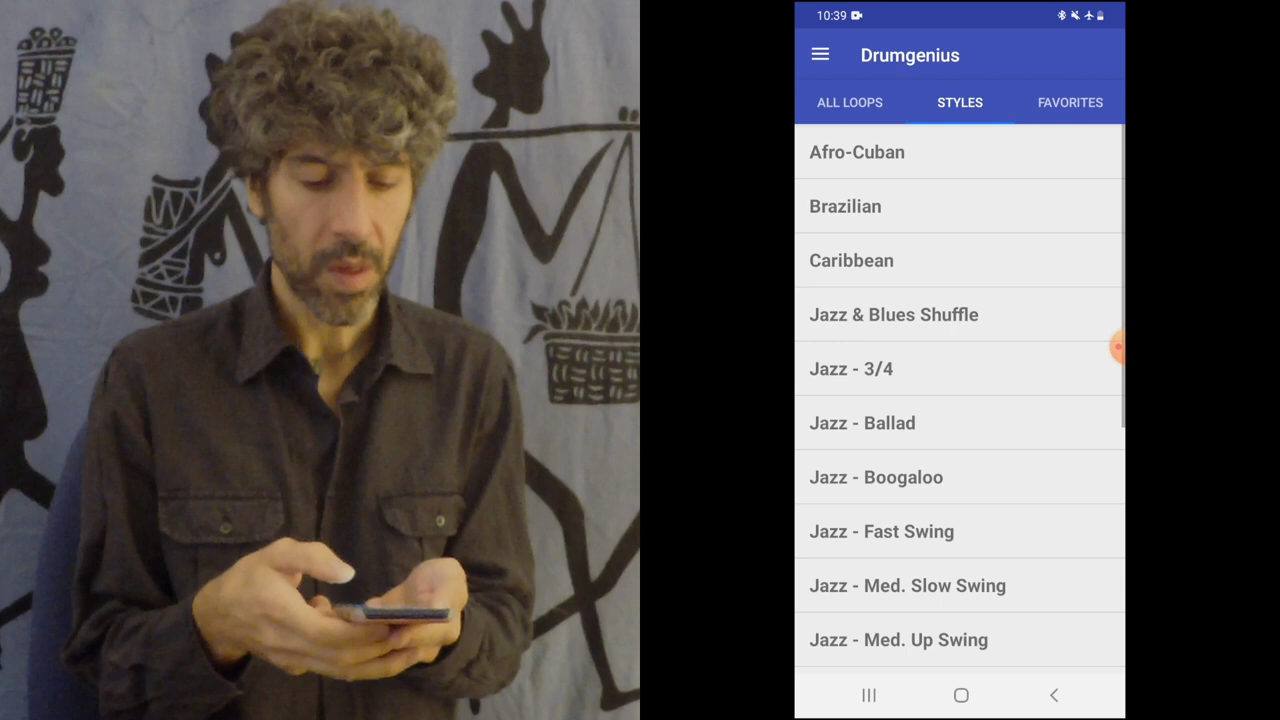 10:39
Drumgenius
ALL LOOPS STYLES FAVORITES
Afro-Cuban
Brazilian
Caribbean
Jazz & Blues Shuffle
Jazz - 3/4
Jazz - Ballad
Jazz - Boogaloo
Jazz - Fast Swing
Jazz - Med. Slow Swing
Jazz - Med. Up Swing